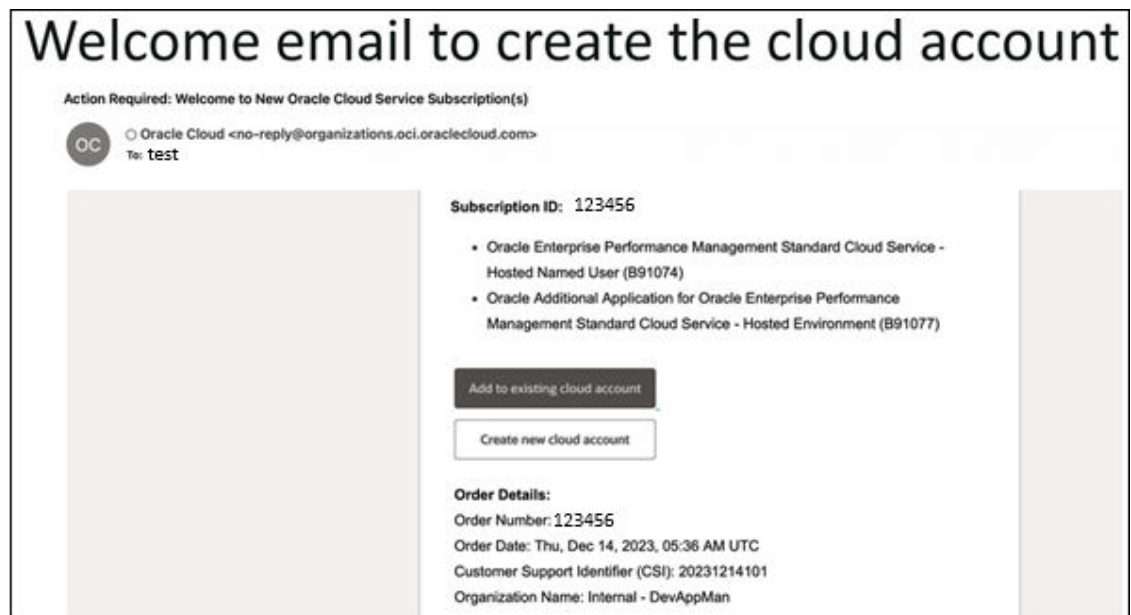 Welcome email to create the cloud account
Action Required: Welcome to New Oracle Cloud Service Subscription(s)
OC
Oracle Cloud <no-reply@organizations.oci.oraclecloud.com>
To: test
Subscription ID: 123456
• Oracle Enterprise Performance Management Standard Cloud Service -
Hosted Named User (B91074)
• Oracle Additional Application for Oracle Enterprise Performance
Management Standard Cloud Service - Hosted Environment (B91077)
Add to existing cloud account
Create new cloud account
Order Details:
Order Number: 123456
Order Date: Thu, Dec 14, 2023, 05:36 AM UTC
Customer Support Identifier (CSI): 20231214101
Organization Name: Internal - DevAppMan